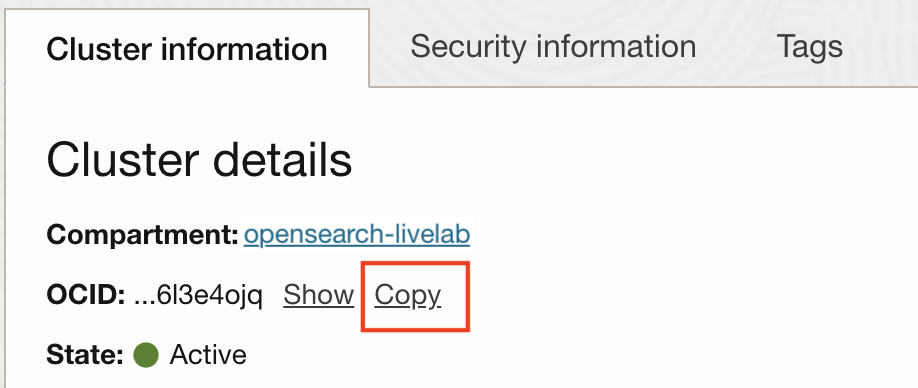 Cluster information Security information Tags
Cluster details
Compartment: opensearch-livelab
OCID: ...6l3e4ojq Show Copy
State: Active